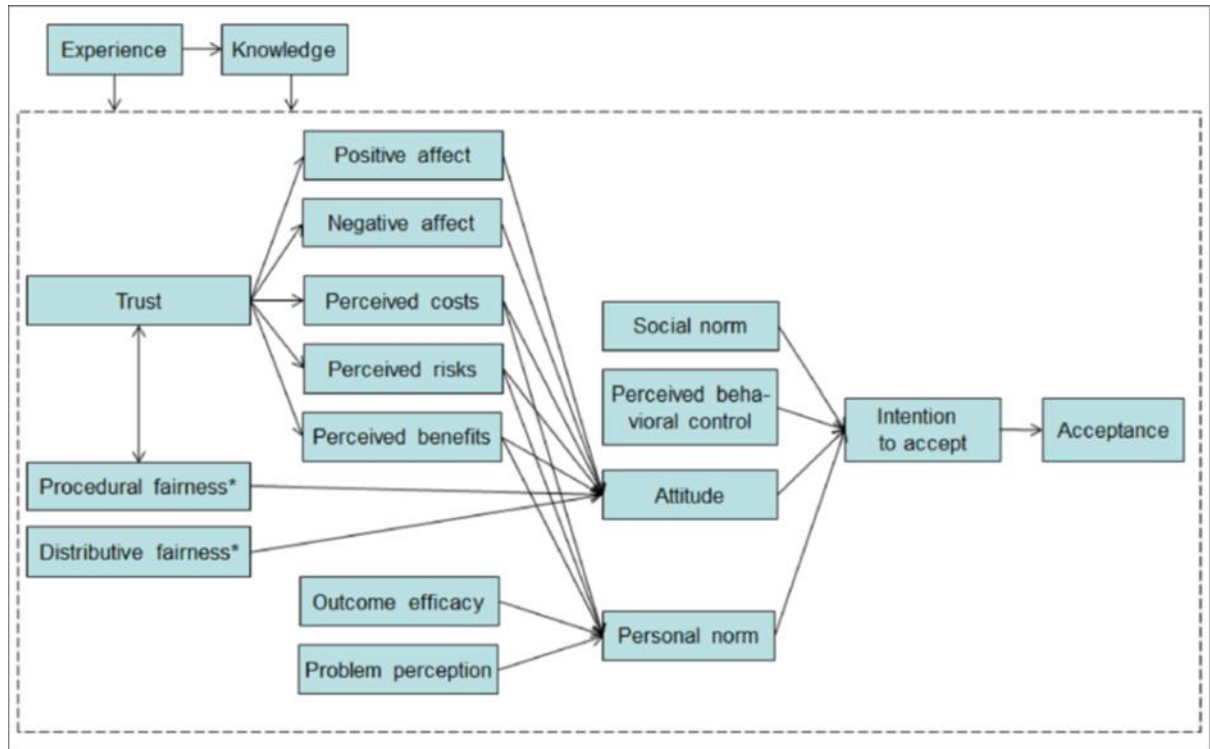 Experience
Knowledge
Positive affect
Negative affect
Trust
Perceived costs
Perceived risks
Perceived benefits
Procedural fairness*
Distributive fairness*
Outcome efficacy
Problem perception
Social norm
Perceived beha-
vioral control
Attitude
Personal norm
Intention
to accept
Acceptance